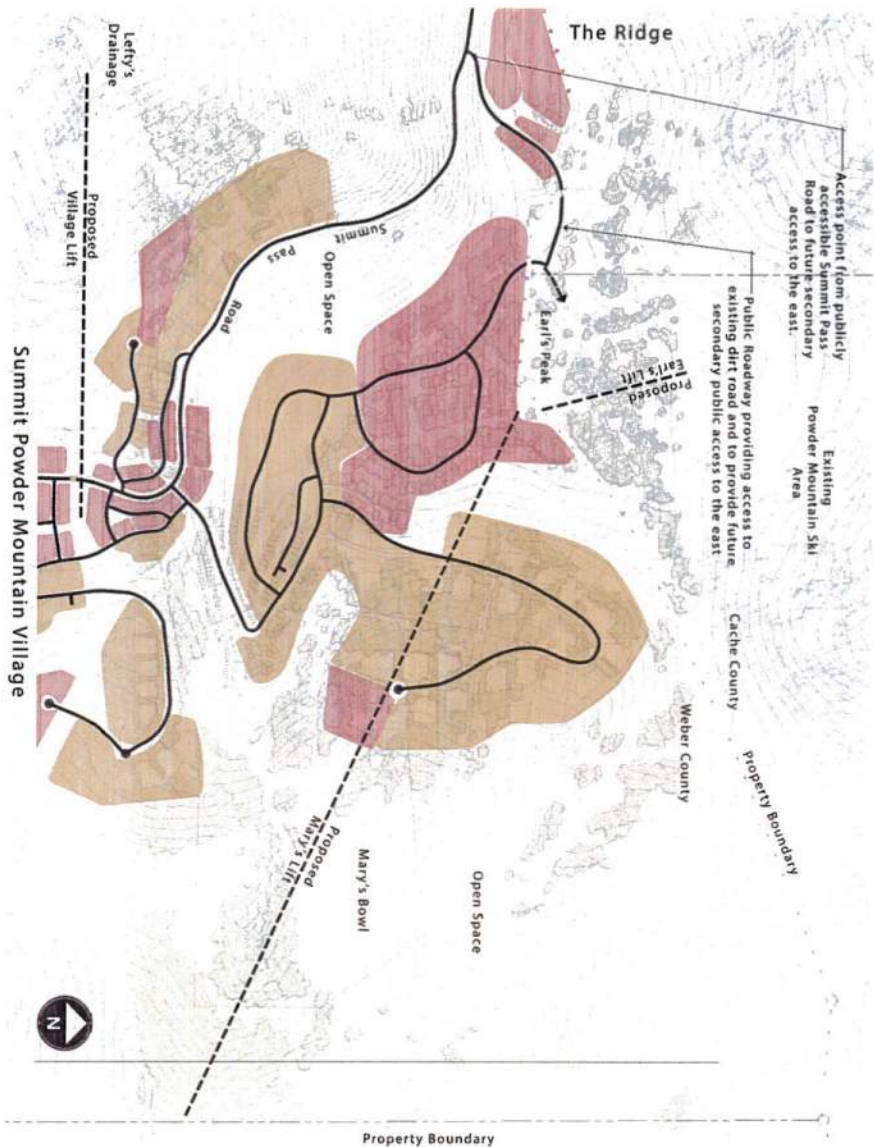 The Ridge
Lefty's
Drainage
Access point from publicly
accessible Summit Pass
Road to future secondary
access to the east.
Public Roadway providing access to
existing dirt road and to provide future
secondary public access to the east
Existing
Powder Mountain Ski
Area
Proposed
Village Lift
Summit
Pass
Road
Open Space
Earl's Peak
Proposed
Earl's Lift
Summit Powder Mountain Village
Cache County
Weber County
Property Boundary
Proposed
Mary's Lift
Mary's Bowl
Open Space
N
Property Boundary